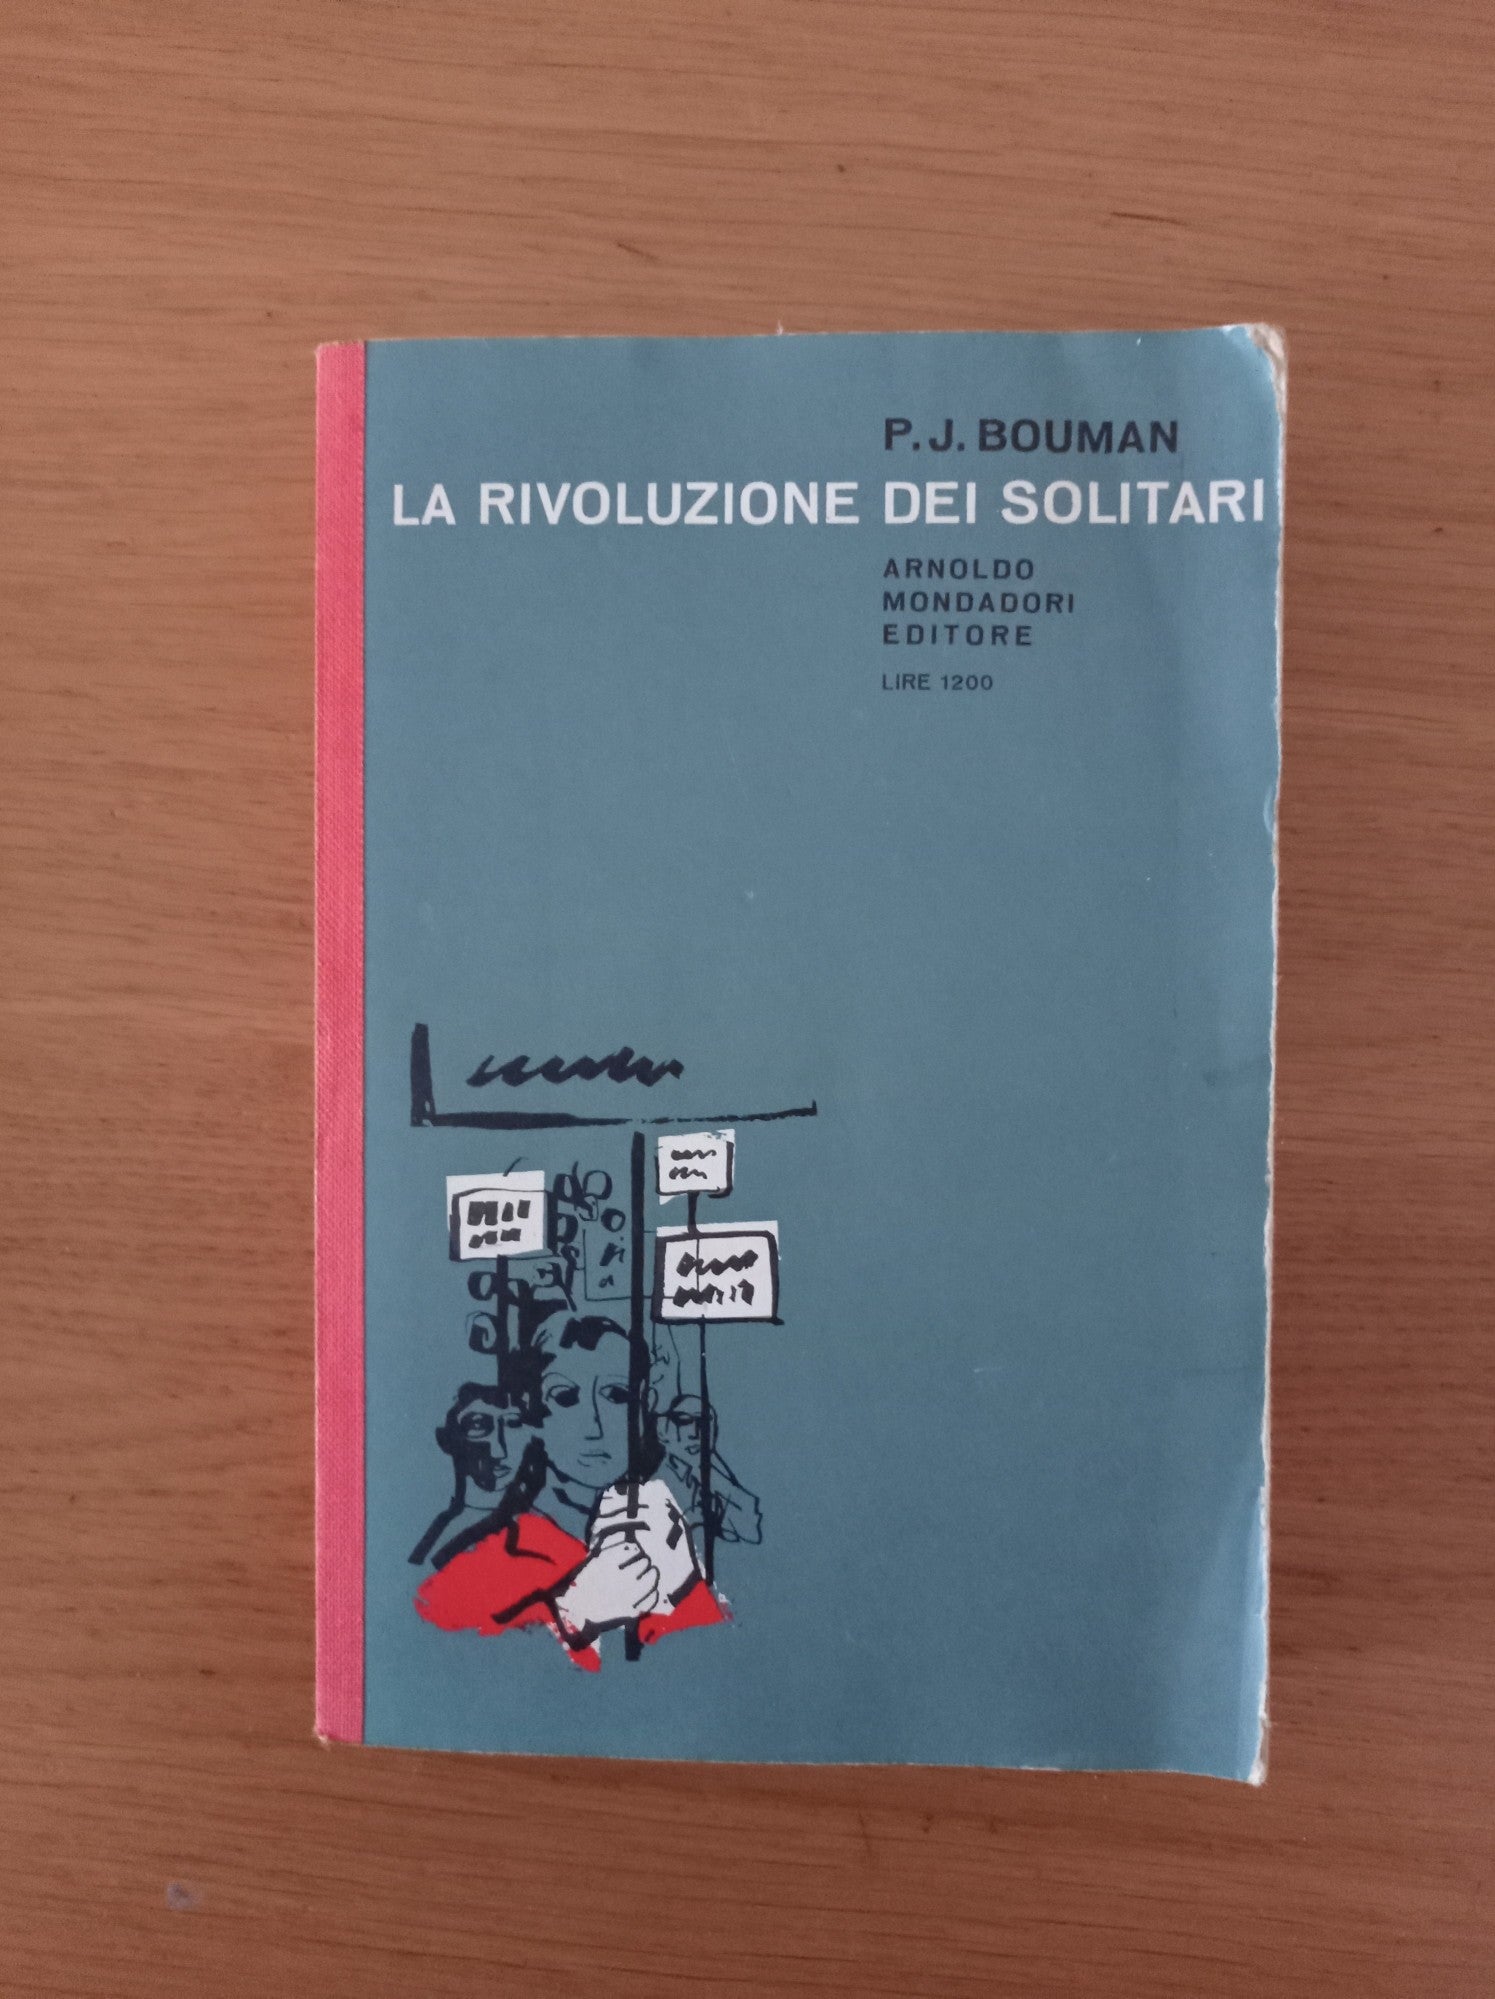 P.J. BOUMAN
LA RIVOLUZIONE DEI SOLITARI
ARNOLDO
MONDADORI
EDITORE
LIRE 1200